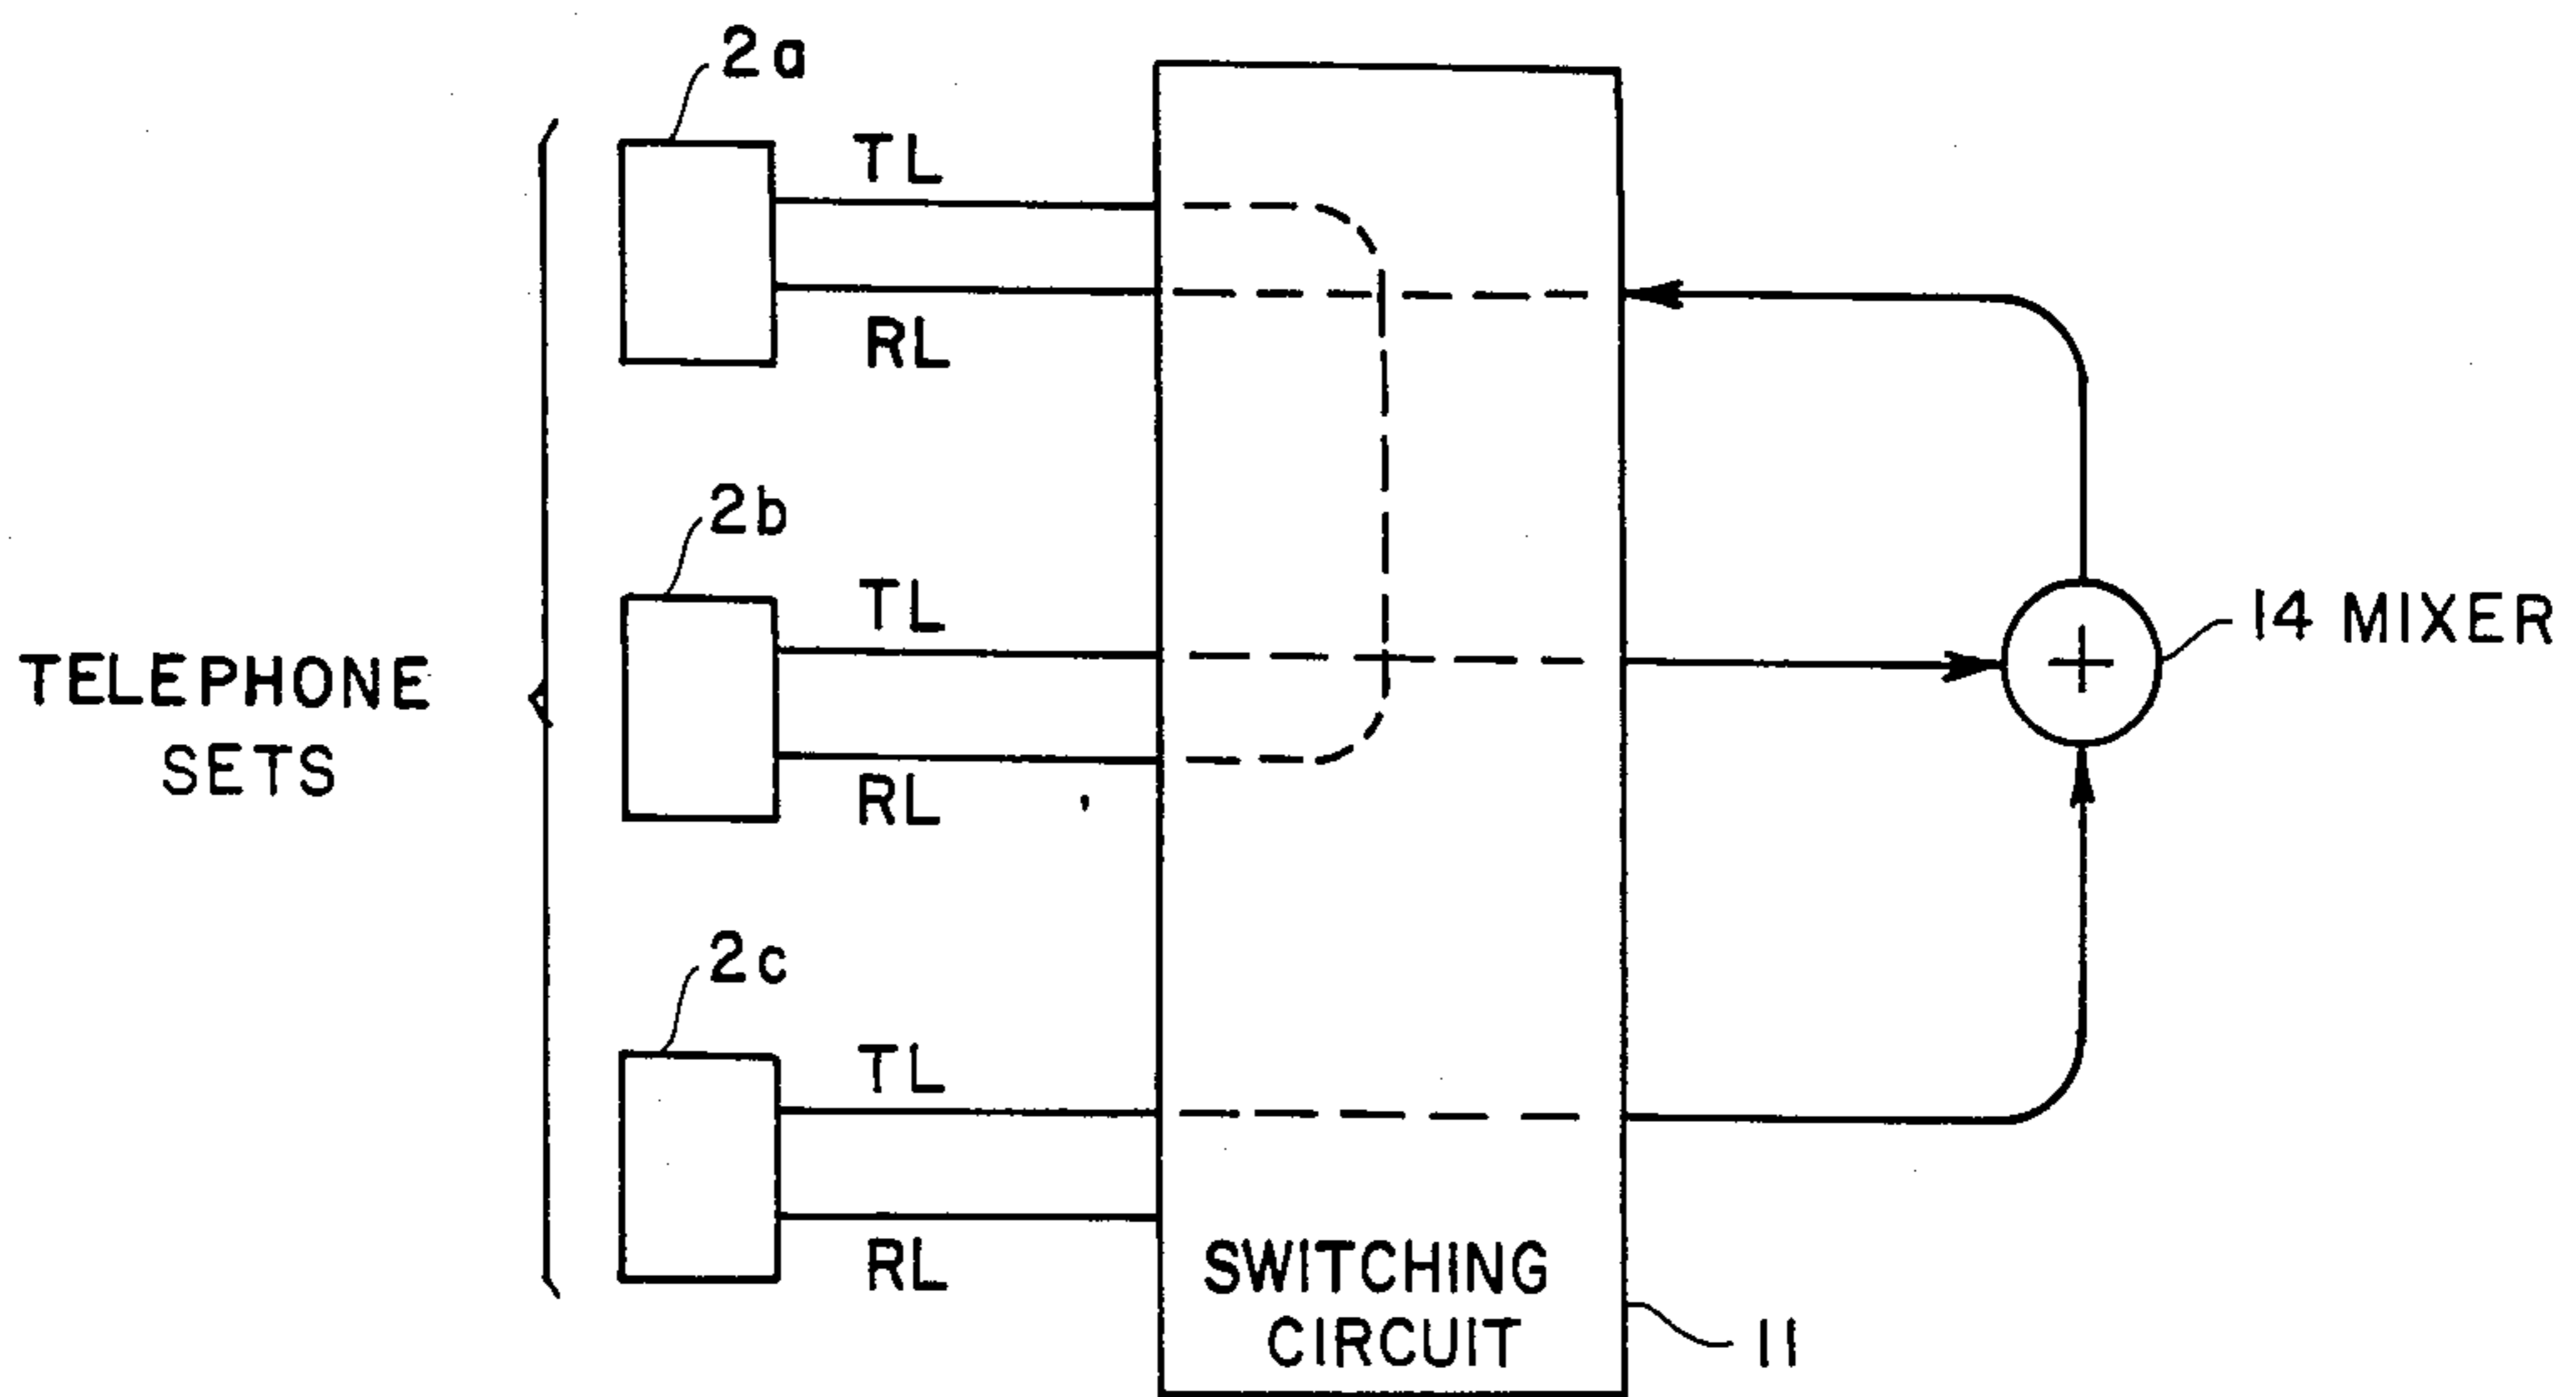 2a
TL
RL
2b
TL
RL
2c
TL
RL
TELEPHONE
SETS
14 MIXER
SWITCHING
CIRCUIT
11